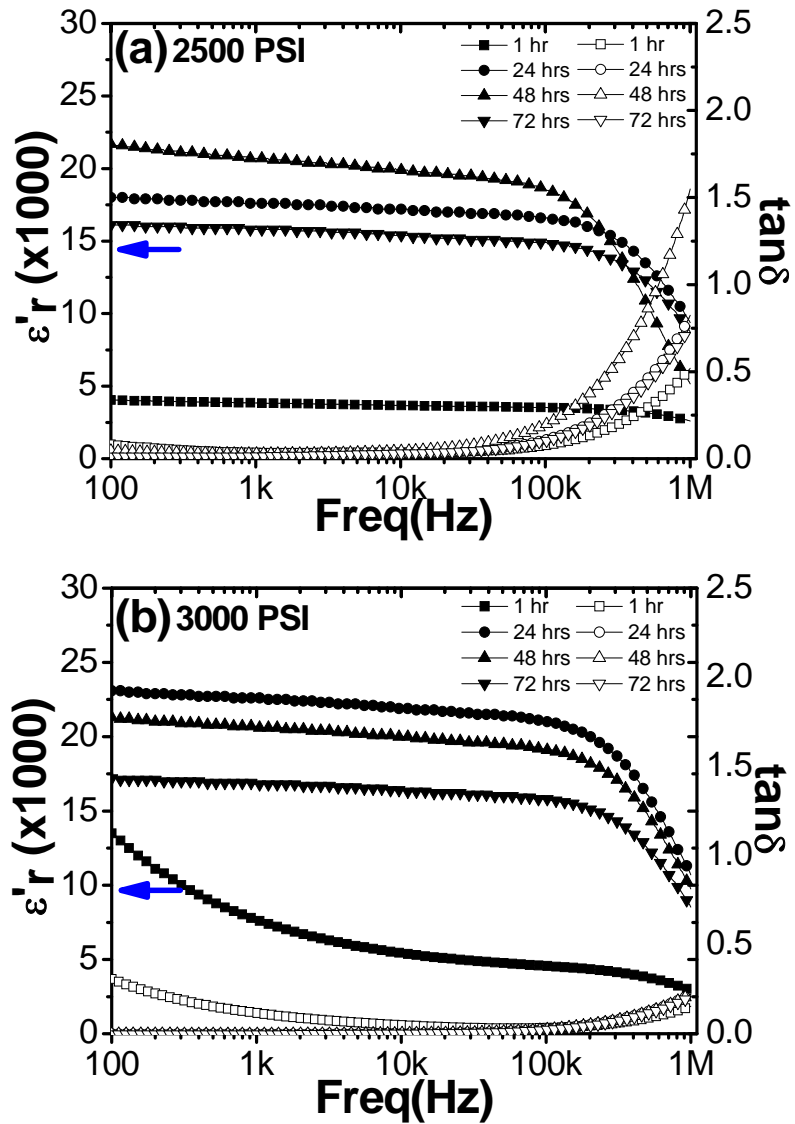 (a) 2500 PSI
1 hr 1 hr
24 hrs 24 hrs
48 hrs 48 hrs
72 hrs 72 hrs
30
25
20
15
10
5
0
ε'r (x1000)
2.5
2.0
1.5
1.0
0.5
0.0
tanδ
100 1k 10k 100k 1M
Freq(Hz)
(b) 3000 PSI
1 hr 1 hr
24 hrs 24 hrs
48 hrs 48 hrs
72 hrs 72 hrs
30
25
20
15
10
5
0
ε'r (x1000)
2.5
2.0
1.5
1.0
0.5
0.0
tanδ
100 1k 10k 100k 1M
Freq(Hz)